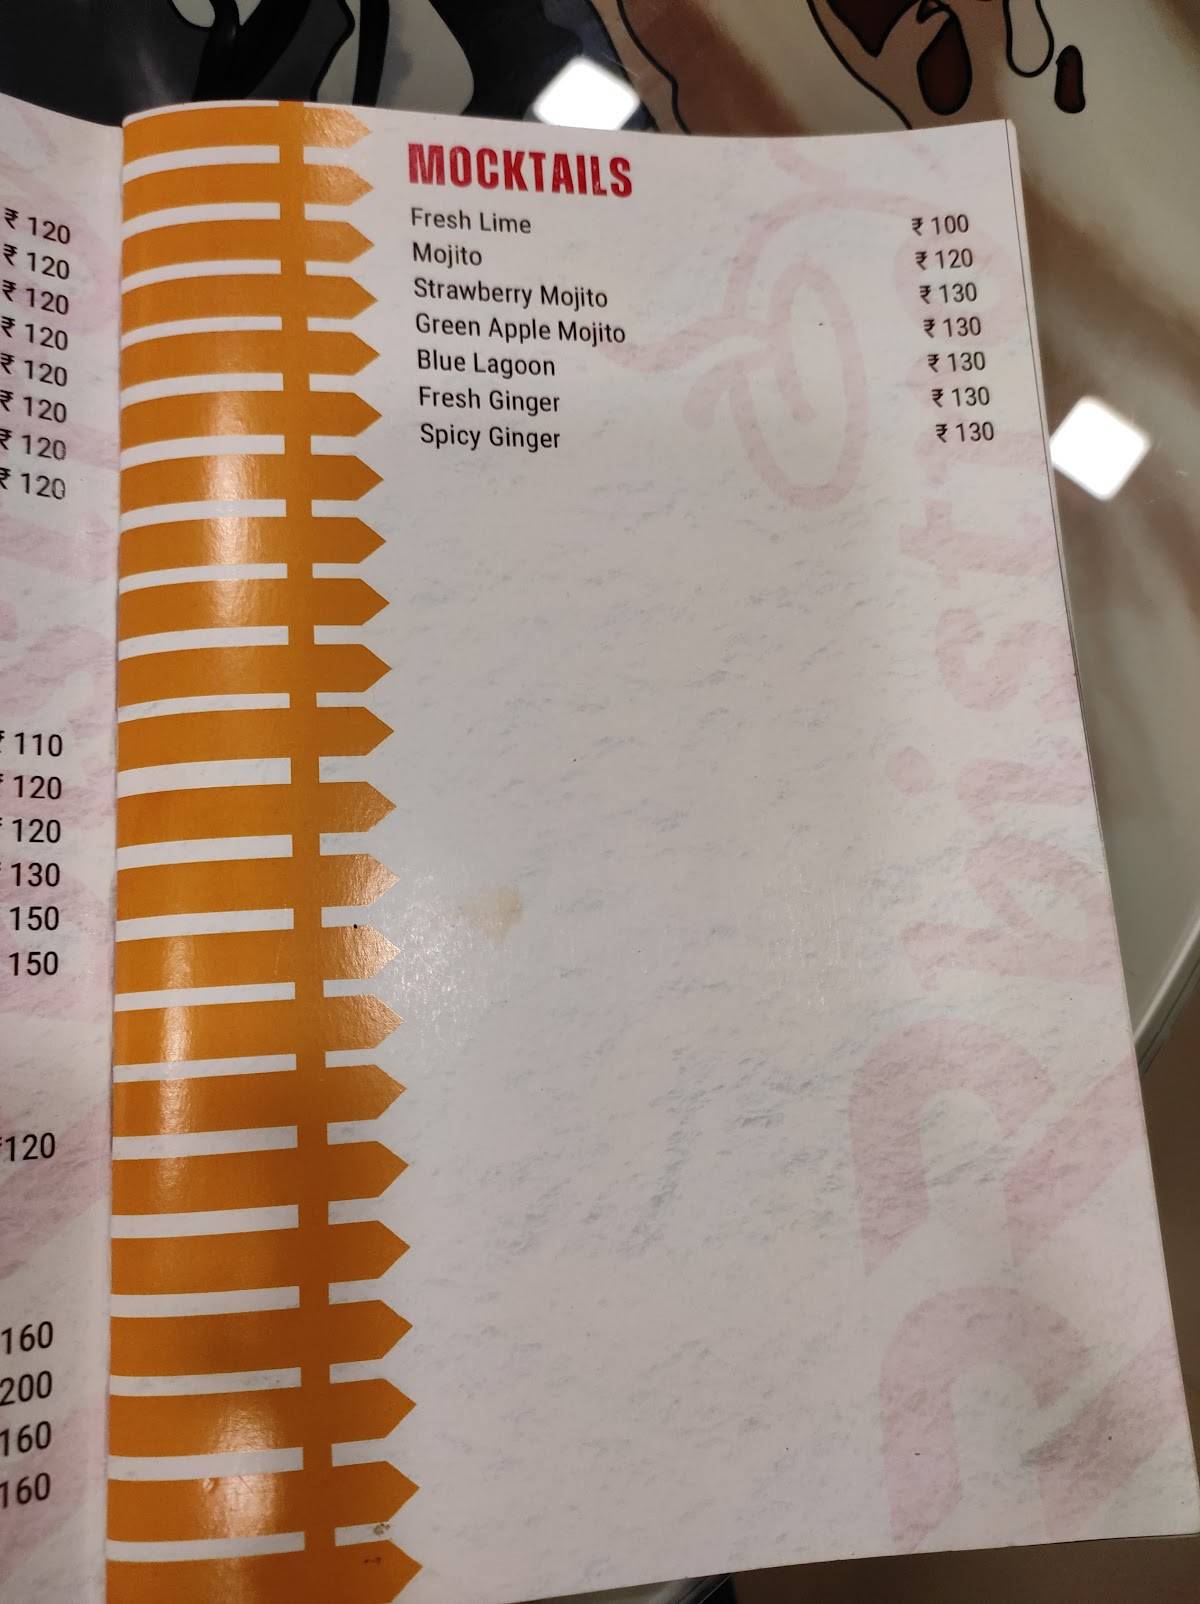 ₹ 120
₹ 120
₹ 120
₹ 120
₹ 120
₹ 120
₹ 120
₹ 120
₹ 110
₹ 120
₹ 120
130
150
150
₹120
160
200
160
160
MOCKTAILS
Fresh Lime ₹ 100
Mojito ₹ 120
Strawberry Mojito ₹ 130
Green Apple Mojito ₹ 130
Blue Lagoon ₹ 130
Fresh Ginger ₹ 130
Spicy Ginger ₹ 130